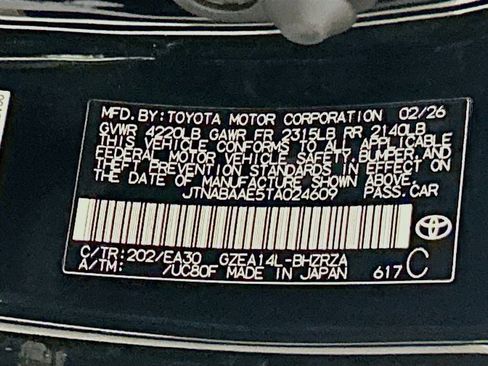 MFD. BY: TOYOTA MOTOR CORPORATION 02/26
GVWR 4220LB GAWR FR 2315LB RR 2140LB
THIS VEHICLE CONFORMS TO ALL APPLICABLE
FEDERAL MOTOR VEHICLE SAFETY, BUMPER, AND
THEFT PREVENTION STANDARDS IN EFFECT ON
THE DATE OF MANUFACTURE SHOWN ABOVE.
JTNABAAE5TA024609 PASS-CAR
C/TR: 202/EA30 GZEA14L-BHZRZA
A/TM: /UC80F MADE IN JAPAN 617 C